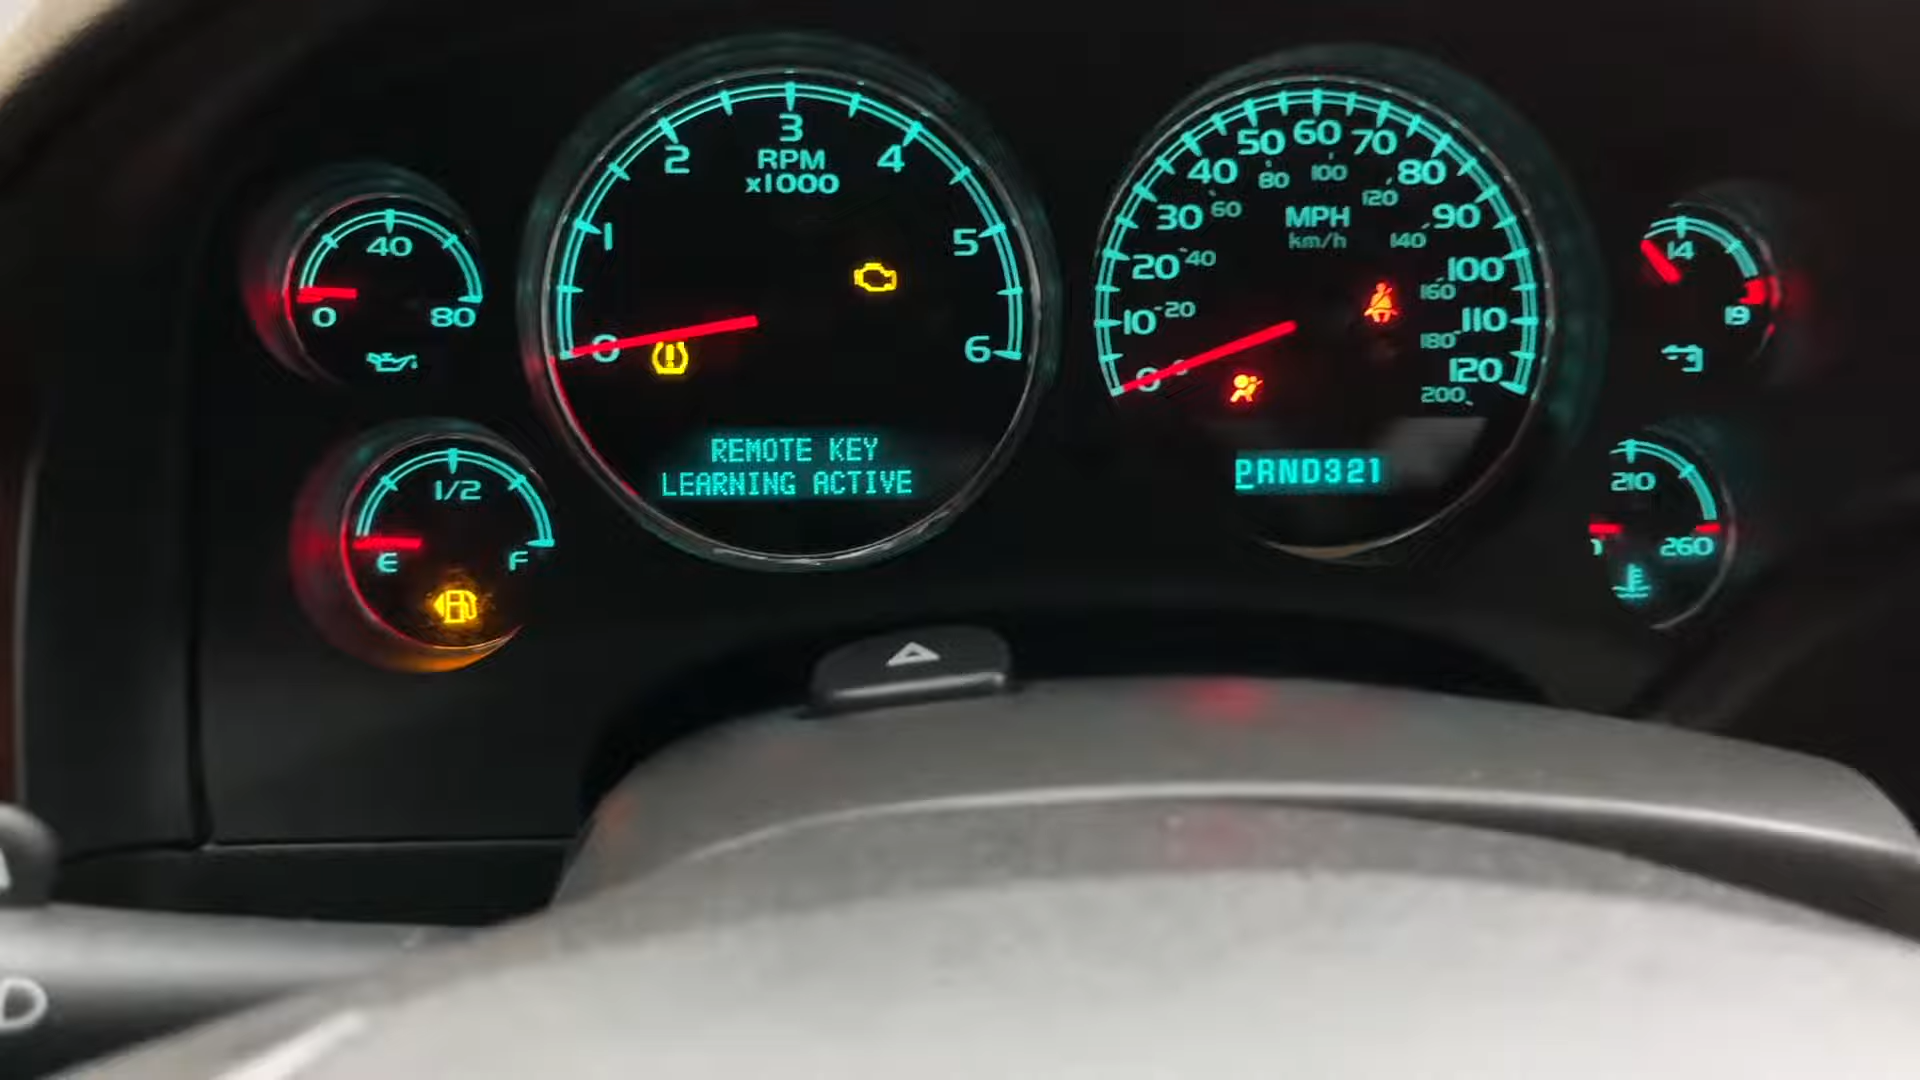 40
0 80
1/2
E F
3
2 4
RPM
x1000
1 5
0 6
REMOTE KEY
LEARNING ACTIVE
50 60 70
40 80
80 100 120
30 60 90
MPH
km/h 140
20 40 100
160
10 20 110
180
0 0 120
200
PRND321
14
19
210
260